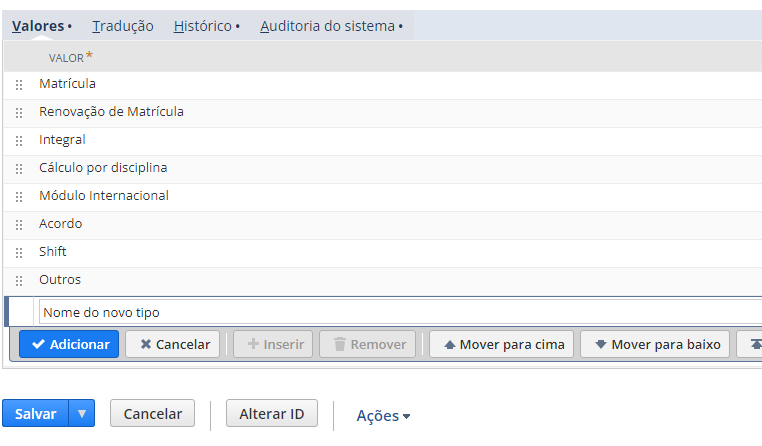 Valores • Tradução Histórico • Auditoria do sistema •
VALOR *
Matrícula
Renovação de Matrícula
Integral
Cálculo por disciplina
Módulo Internacional
Acordo
Shift
Outros
Nome do novo tipo
Adicionar Cancelar Inserir Remover Mover para cima Mover para baixo
Salvar Cancelar Alterar ID Ações